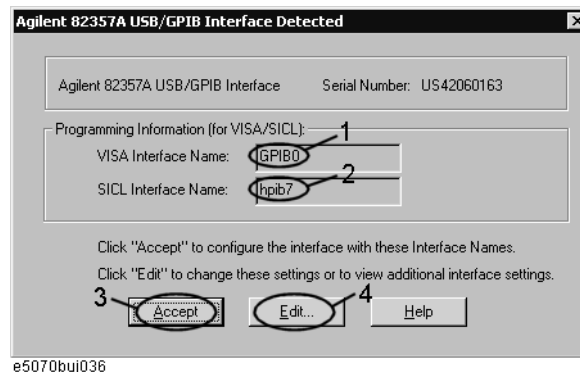 Agilent 82357A USB/GPIB Interface Detected
Agilent 82357A USB/GPIB Interface Serial Number: US42060163
Programming Information (for VISA/SICL):
1
VISA Interface Name: GPIB0
2
SICL Interface Name: hpib7
Click "Accept" to configure the interface with these Interface Names.
Click "Edit" to change these settings or to view additional interface settings.
3 4
Accept Edit... Help
e5070buj036